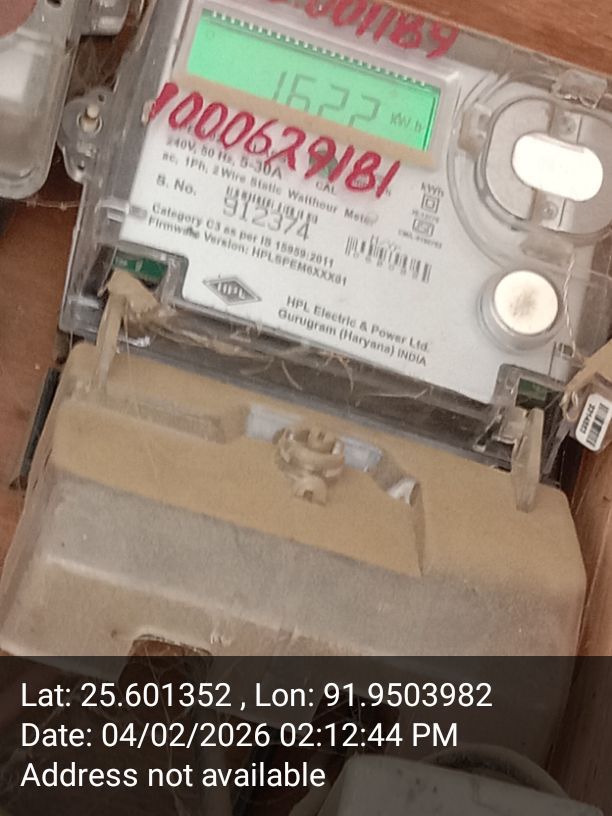 001189
1622 kW h
1000629181
240V, 50 Hz, 5-30A
CAL
kWh
ac, 1Ph, 2Wire Static Watthour Meter
S. No.
912374
Category C3 as per IS 15959:2011
Firmware Version: HPLSPEM6XXX01
HPL
HPL Electric & Power Ltd.
Gurugram (Haryana) INDIA
Lat: 25.601352 , Lon: 91.9503982
Date: 04/02/2026 02:12:44 PM
Address not available